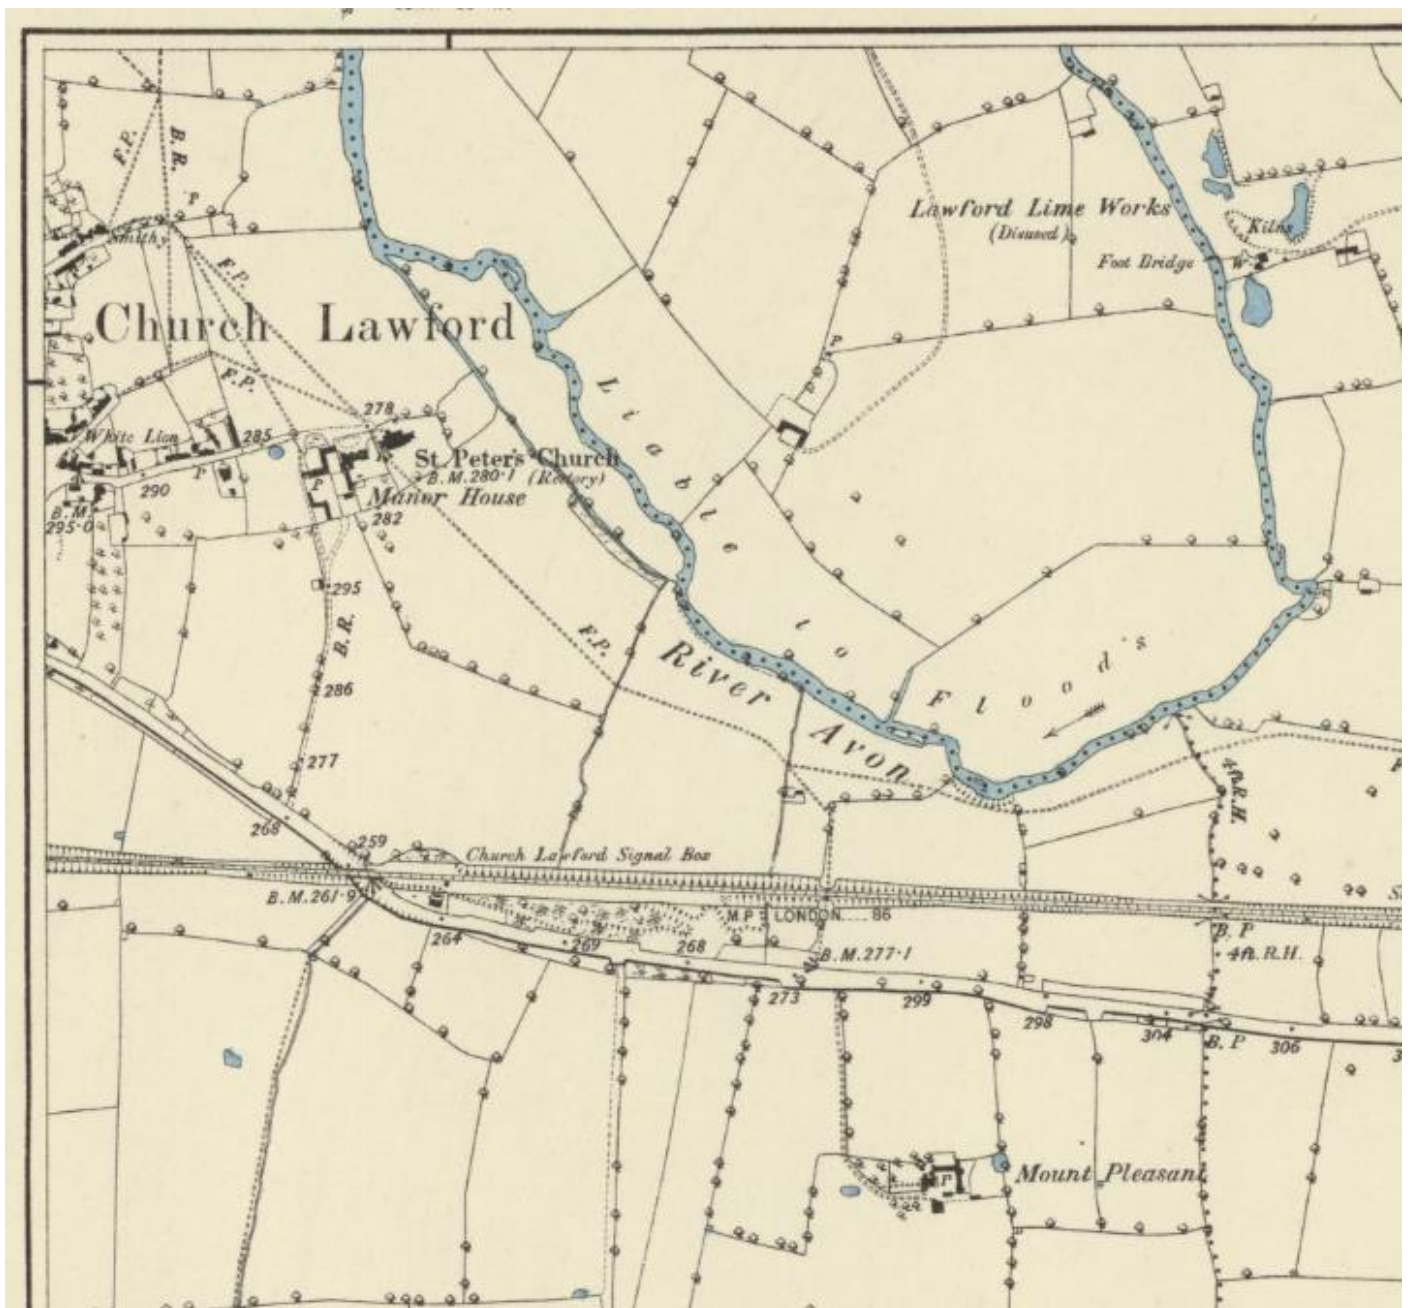 F.P.
B.R.
Lawford Lime Works
(Disused)
Kilns
Smithy
F.P.
Foot Bridge
W
Church Lawford
Liable to Floods
F.P.
278
White Lion
285
St. Peter's Church
B.M. 280·1 (Rectory)
P
290
Manor House
B.M.
295·0
282
295
B.R.
F.P.
River Avon
286
277
4ft. R.H.
268
259
Church Lawford Signal Box
B.M. 261·9
M.P. LONDON.... 86
264
269
268
B.M. 277·1
B.P
4ft. R.H.
273
299
298
304
B.P
306
P
Mount Pleasant